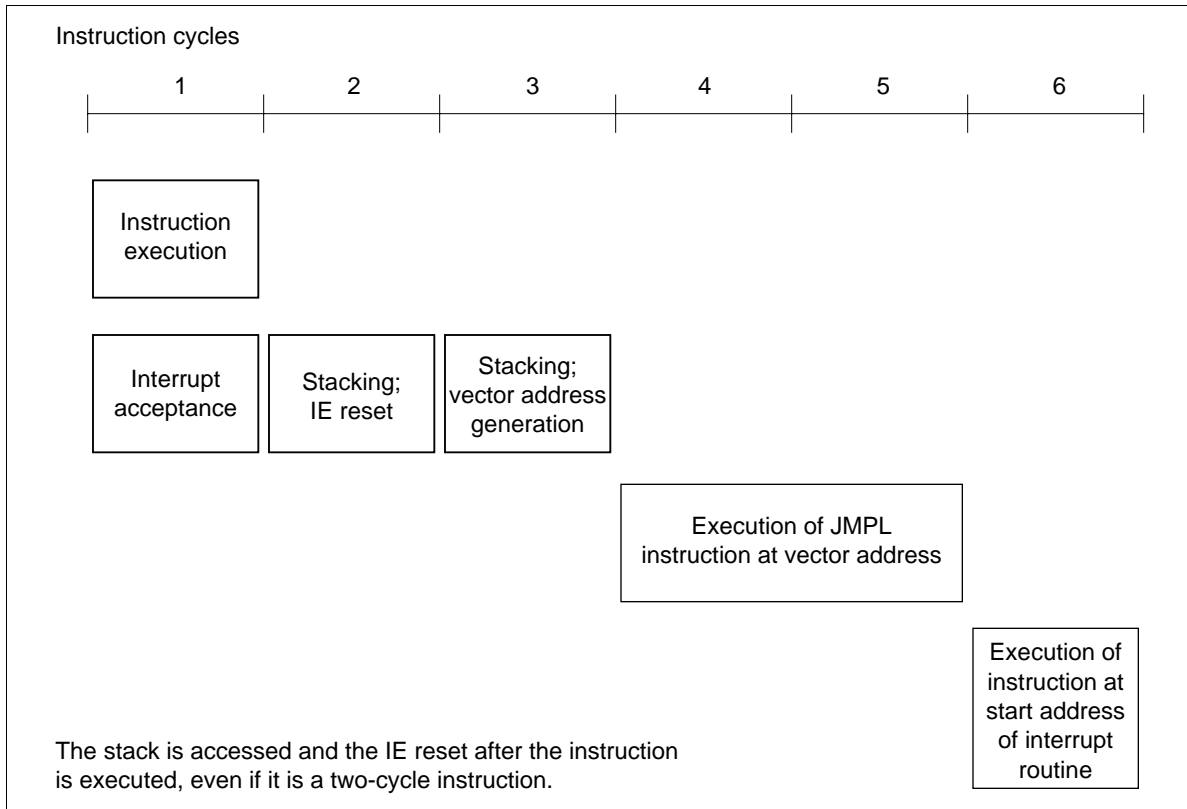 Instruction cycles
1 2 3 4 5 6
Instruction
execution
Interrupt
acceptance
Stacking;
IE reset
Stacking;
vector address
generation
Execution of JMPL
instruction at vector address
Execution of
instruction at
start address
of interrupt
routine
The stack is accessed and the IE reset after the instruction
is executed, even if it is a two-cycle instruction.